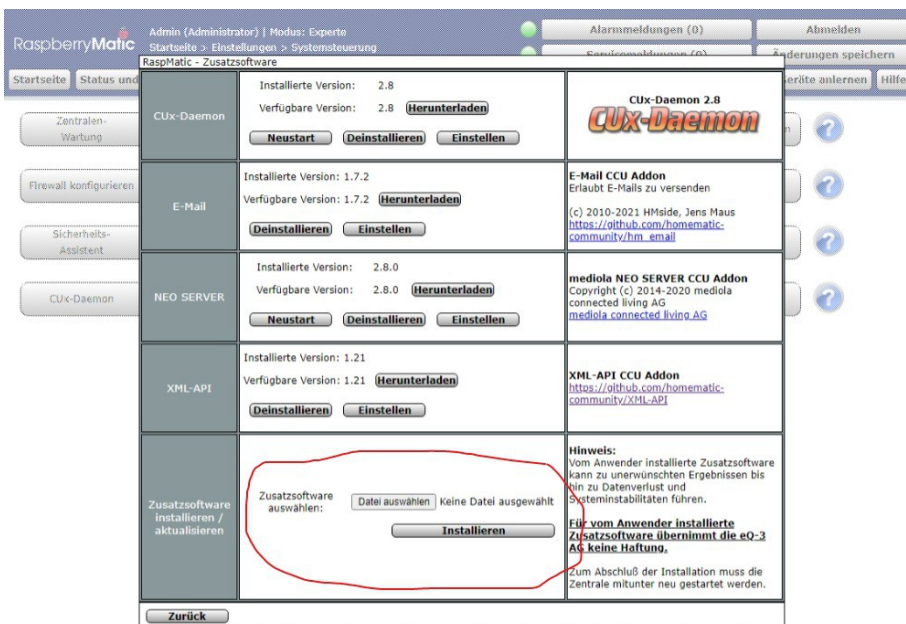 RaspberryMatic
Admin (Administrator) | Modus: Experte
Startseite > Einstellungen > Systemsteuerung
Alarmmeldungen (0)
Abmelden
Servicemeldungen (0)
Änderungen speichern
Startseite
Status und
Geräte anlernen
Hilfe
Zentralen-
Wartung
Firewall konfigurieren
Sicherheits-
Assistent
CUx-Daemon
RaspMatic - Zusatzsoftware
CUx-Daemon
Installierte Version: 2.8
Verfügbare Version: 2.8 Herunterladen
Neustart Deinstallieren Einstellen
CUx-Daemon 2.8
CUx-Daemon
E-Mail
Installierte Version: 1.7.2
Verfügbare Version: 1.7.2 Herunterladen
Deinstallieren Einstellen
E-Mail CCU Addon
Erlaubt E-Mails zu versenden
(c) 2010-2021 HMside, Jens Maus
https://github.com/homematic-
community/hm_email
NEO SERVER
Installierte Version: 2.8.0
Verfügbare Version: 2.8.0 Herunterladen
Neustart Deinstallieren Einstellen
mediola NEO SERVER CCU Addon
Copyright (c) 2014-2020 mediola
connected living AG
mediola connected living AG
XML-API
Installierte Version: 1.21
Verfügbare Version: 1.21 Herunterladen
Deinstallieren Einstellen
XML-API CCU Addon
https://github.com/homematic-
community/XML-API
Zusatzsoftware
installieren /
aktualisieren
Zusatzsoftware
auswählen:
Datei auswählen Keine Datei ausgewählt
Installieren
Hinweis:
Vom Anwender installierte Zusatzsoftware
kann zu unerwünschten Ergebnissen bis
hin zu Datenverlust und
Systeminstabilitäten führen.
Für vom Anwender installierte
Zusatzsoftware übernimmt die eQ-3
AG keine Haftung.
Zum Abschluß der Installation muss die
Zentrale mitunter neu gestartet werden.
Zurück